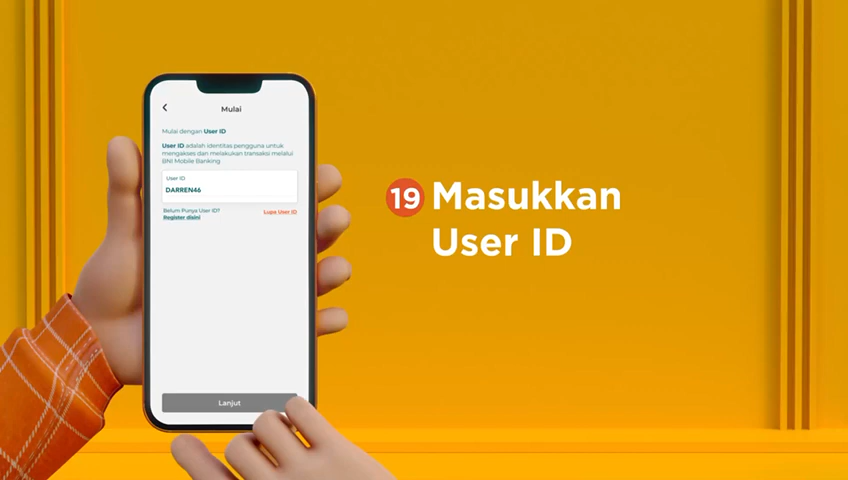 Mulai
Mulai dengan User ID
User ID adalah identitas pengguna untuk
mengakses dan melakukan transaksi melalui
BNI Mobile Banking
User ID
DARREN46
Belum Punya User ID? Lupa User ID
Register disini
Lanjut
19 Masukkan
User ID